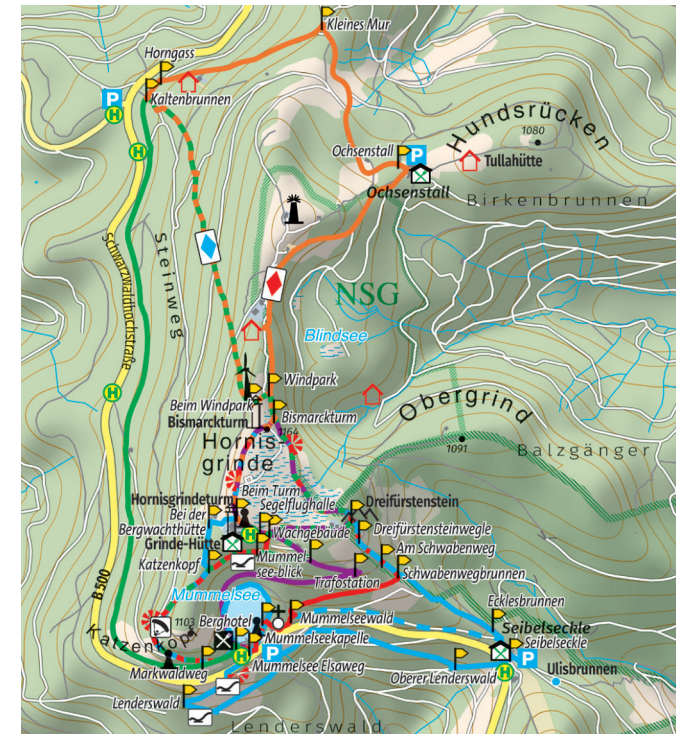 Kleines Mur
Horngass
P
Kaltenbrunnen
H
H
Ochsenstall
P
Hundsrücken
1080
Tullahütte
Ochsenstall
Birkenbrunnen
Schwarzwaldhochstraße
Steinweg
NSG
Blindsee
H
Windpark
Beim Windpark
Bismarckturm
Bismarckturm
1164
Hornis-
grinde
Obergrind
1091
Balzgänger
Hornisgrindeturm
Beim Turm
Segelflughalle
Dreifürstenstein
Bei der
Bergwachthütte
Wachgebäude
Dreifürstensteinwegle
Grinde-Hütte
H
Am Schwabenweg
Katzenkopf
Mummel-
see-blick
Schwabenwegbrunnen
Trafostation
B 500
Mummelsee
Ecklesbrunnen
1103
Berghotel
Mummelseewald
Seibelseckle
Katzenkopf
Mummelseekapelle
Seibelseckle
H
P
P
Markwaldweg
Mummelsee Elsaweg
Oberer Lenderswald
H
Ulisbrunnen
Lenderswald
Lenderswald